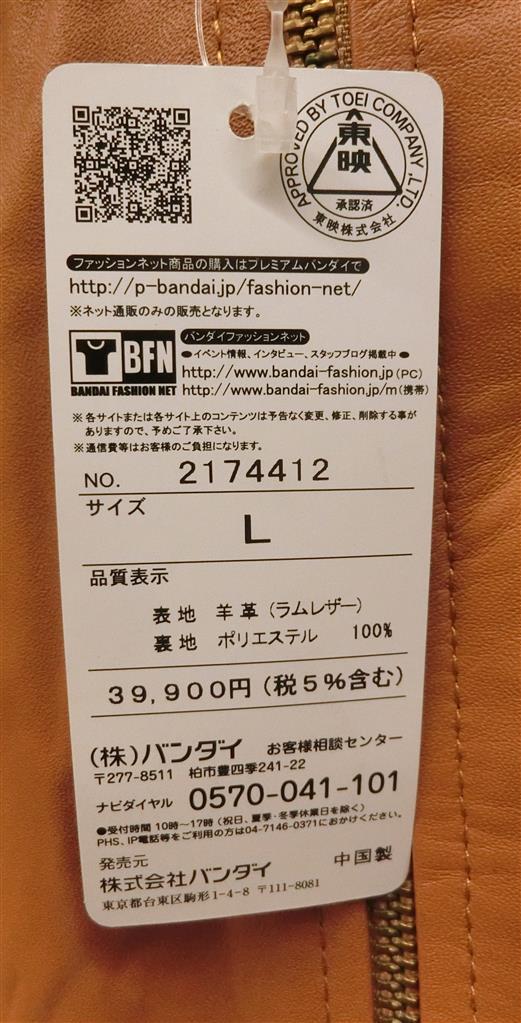 APPROVED BY TOEI COMPANY, LTD.
東映
承認済
東映株式会社
ファッションネット商品の購入はプレミアムバンダイで
http://p-bandai.jp/fashion-net/
※ネット通販のみの販売となります。
BFN
BANDAI FASHION NET
バンダイファッションネット
●イベント情報、インタビュー、スタッフブログ掲載中●
http://www.bandai-fashion.jp(PC)
http://www.bandai-fashion.jp/m(携帯)
※各サイトまたは各サイト上のコンテンツは予告なく変更、修正、削除する事が
ありますので、予めご了承下さい。
※通信費等はお客様のご負担になります。
NO. 2174412
サイズ
L
品質表示
表地 羊革(ラムレザー)
裏地 ポリエステル 100%
39,900円(税5%含む)
(株)バンダイ お客様相談センター
〒277-8511 柏市豊四季241-22
ナビダイヤル 0570-041-101
●受付時間 10時~17時(祝日、夏季・冬季休業日を除く)
PHS、IP電話等をご利用の方は04-7146-0371におかけください。
発売元
株式会社バンダイ 中国製
東京都台東区駒形1-4-8 〒111-8081